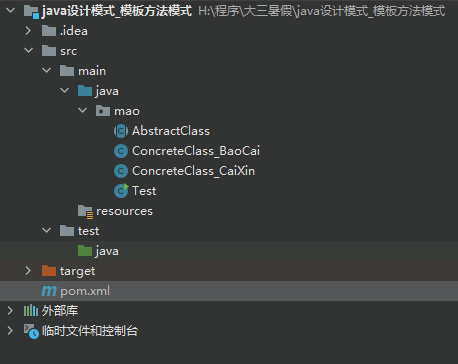 java设计模式_模板方法模式 H:\程序\大三暑假\java设计模式_模板方法模式
.idea
src
main
java
mao
AbstractClass
ConcreteClass_BaoCai
ConcreteClass_CaiXin
Test
resources
test
java
target
pom.xml
外部库
临时文件和控制台